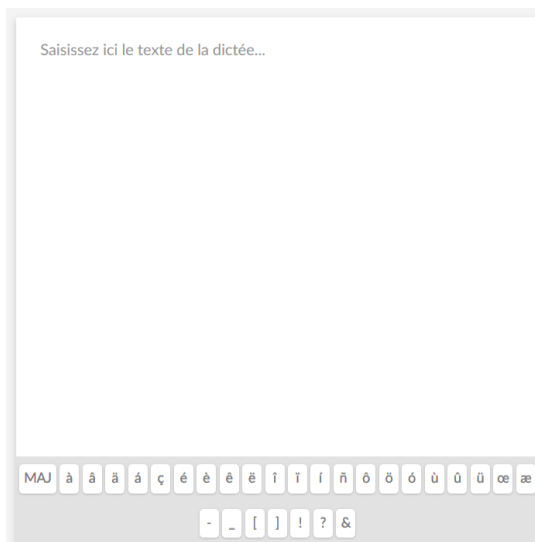 Saisissez ici le texte de la dictée...
MAJ à â ä á ç é è ê ë î ï í ñ ô ö ó ù û ü œ æ
- _ [ ] ! ? &